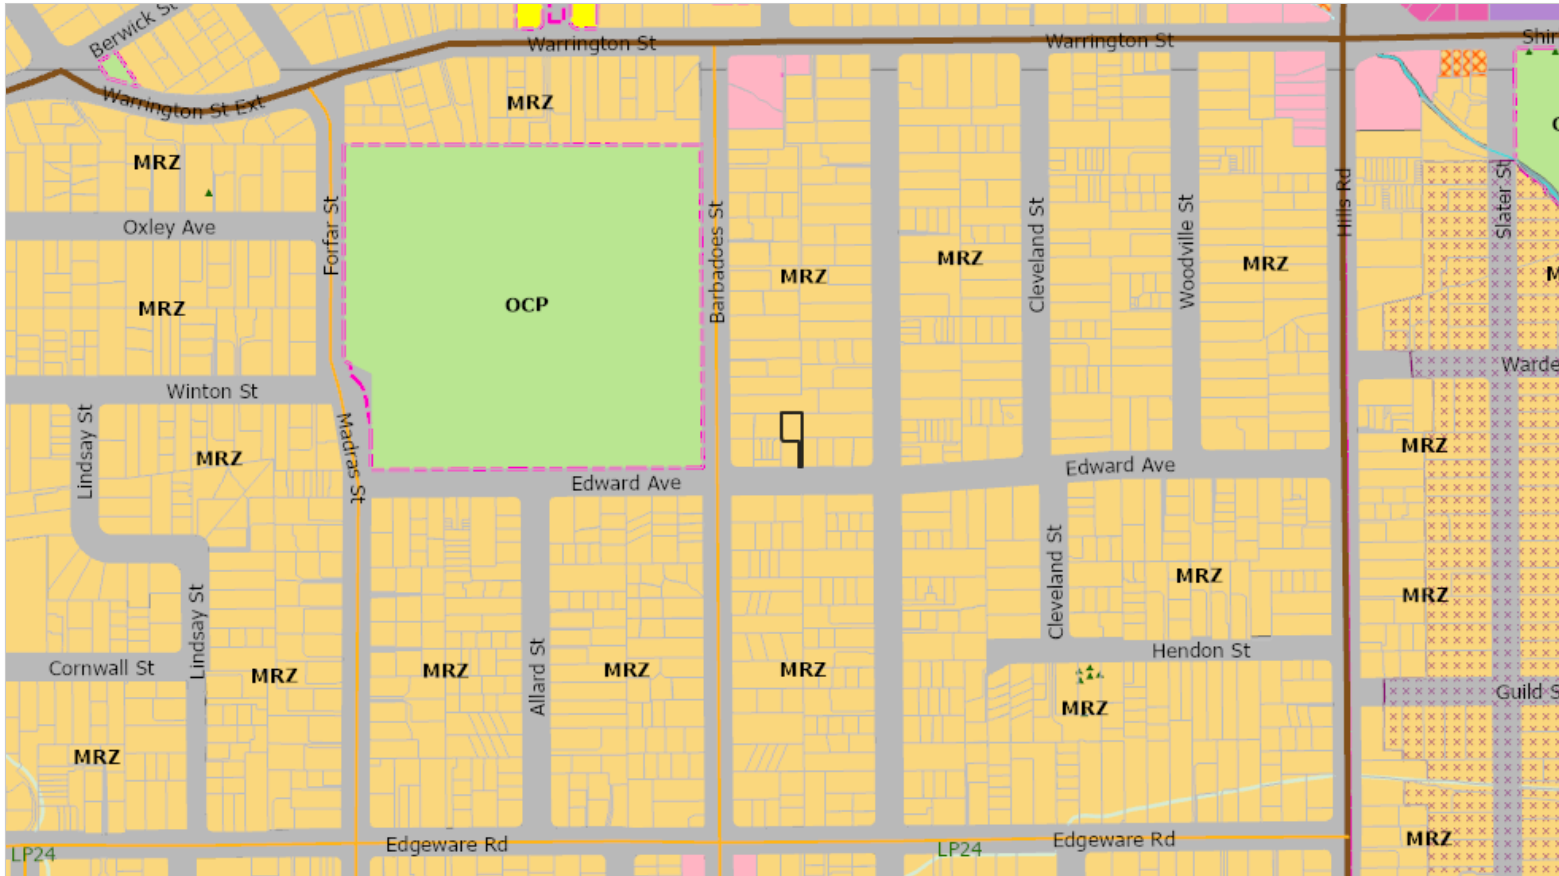 Berwick St
Warrington St
Warrington St
Shir
Warrington St Ext
MRZ
MRZ
Oxley Ave
Forfar St
Barbadoes St
Cleveland St
Woodville St
Hills Rd
Slater St
MRZ
MRZ
MRZ
MRZ
OCP
Winton St
Warde
Lindsay St
Madras St
MRZ
MRZ
Edward Ave
Edward Ave
Cleveland St
MRZ
MRZ
Lindsay St
Hendon St
Cornwall St
Allard St
MRZ
MRZ
MRZ
MRZ
MRZ
Guild S
MRZ
MRZ
Edgeware Rd
Edgeware Rd
LP24
LP24